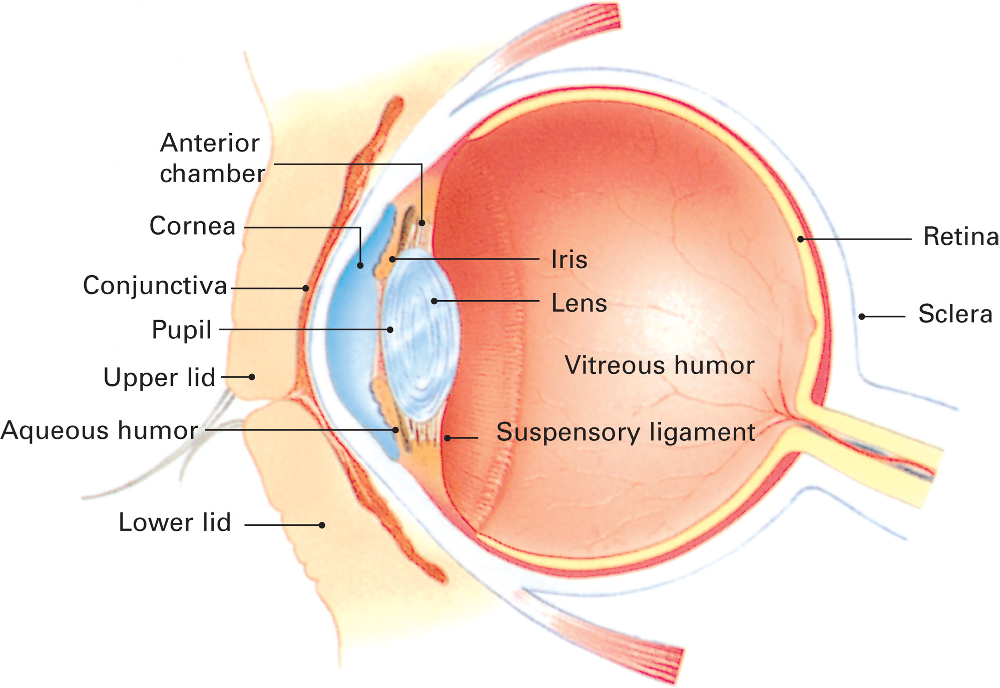 Anterior
chamber
Cornea
Conjunctiva
Pupil
Upper lid
Aqueous humor
Lower lid
Iris
Lens
Vitreous humor
Suspensory ligament
Retina
Sclera